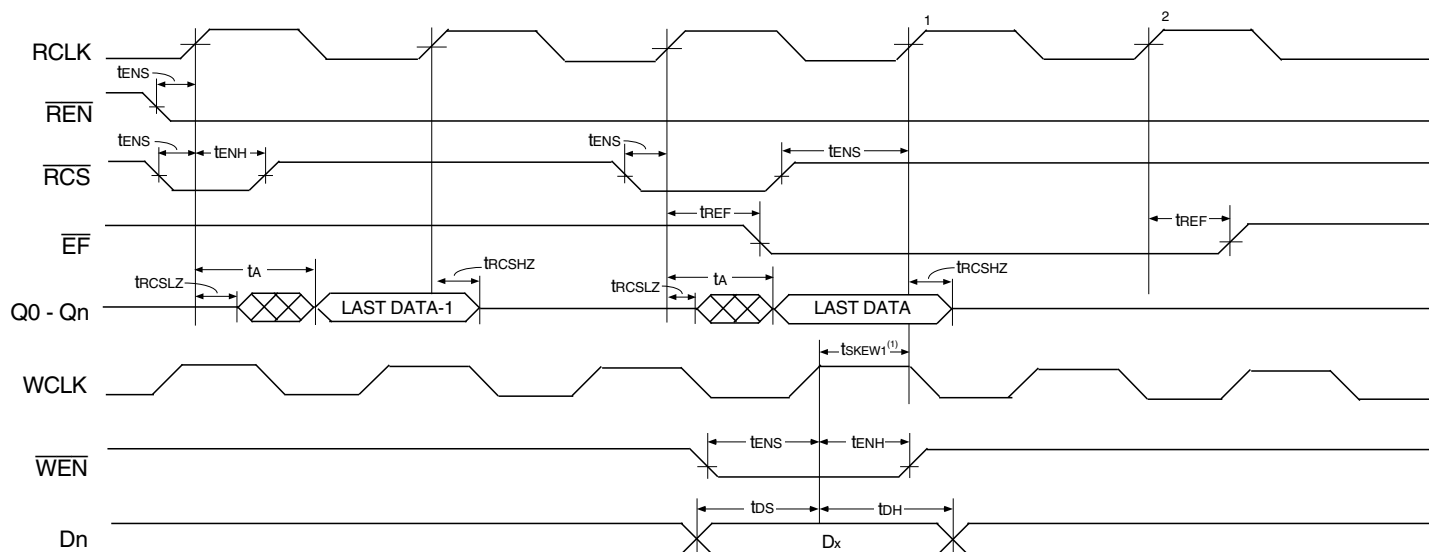 1
2
RCLK
tENS
REN
tENS
tENH
tENS
tENS
RCS
tREF
tREF
EF
tA
tRCSHZ
tA
tRCSHZ
tRCSLZ
tRCSLZ
Q0 - Qn
LAST DATA-1
LAST DATA
tSKEW1(1)
WCLK
tENS
tENH
WEN
tDS
tDH
Dn
Dx